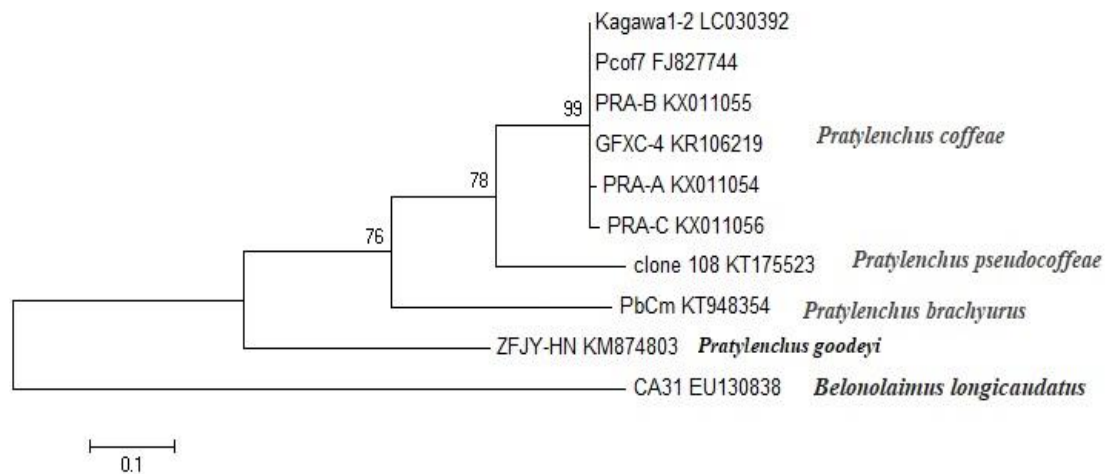 Kagawa1-2 LC030392
Pcof7 FJ827744
99
PRA-B KX011055
GFXC-4 KR106219
Pratylenchus coffeae
78
PRA-A KX011054
PRA-C KX011056
76
clone 108 KT175523
Pratylenchus pseudocoffeae
PbCm KT948354
Pratylenchus brachyurus
ZFJY-HN KM874803
Pratylenchus goodeyi
CA31 EU130838
Belonolaimus longicaudatus
0.1